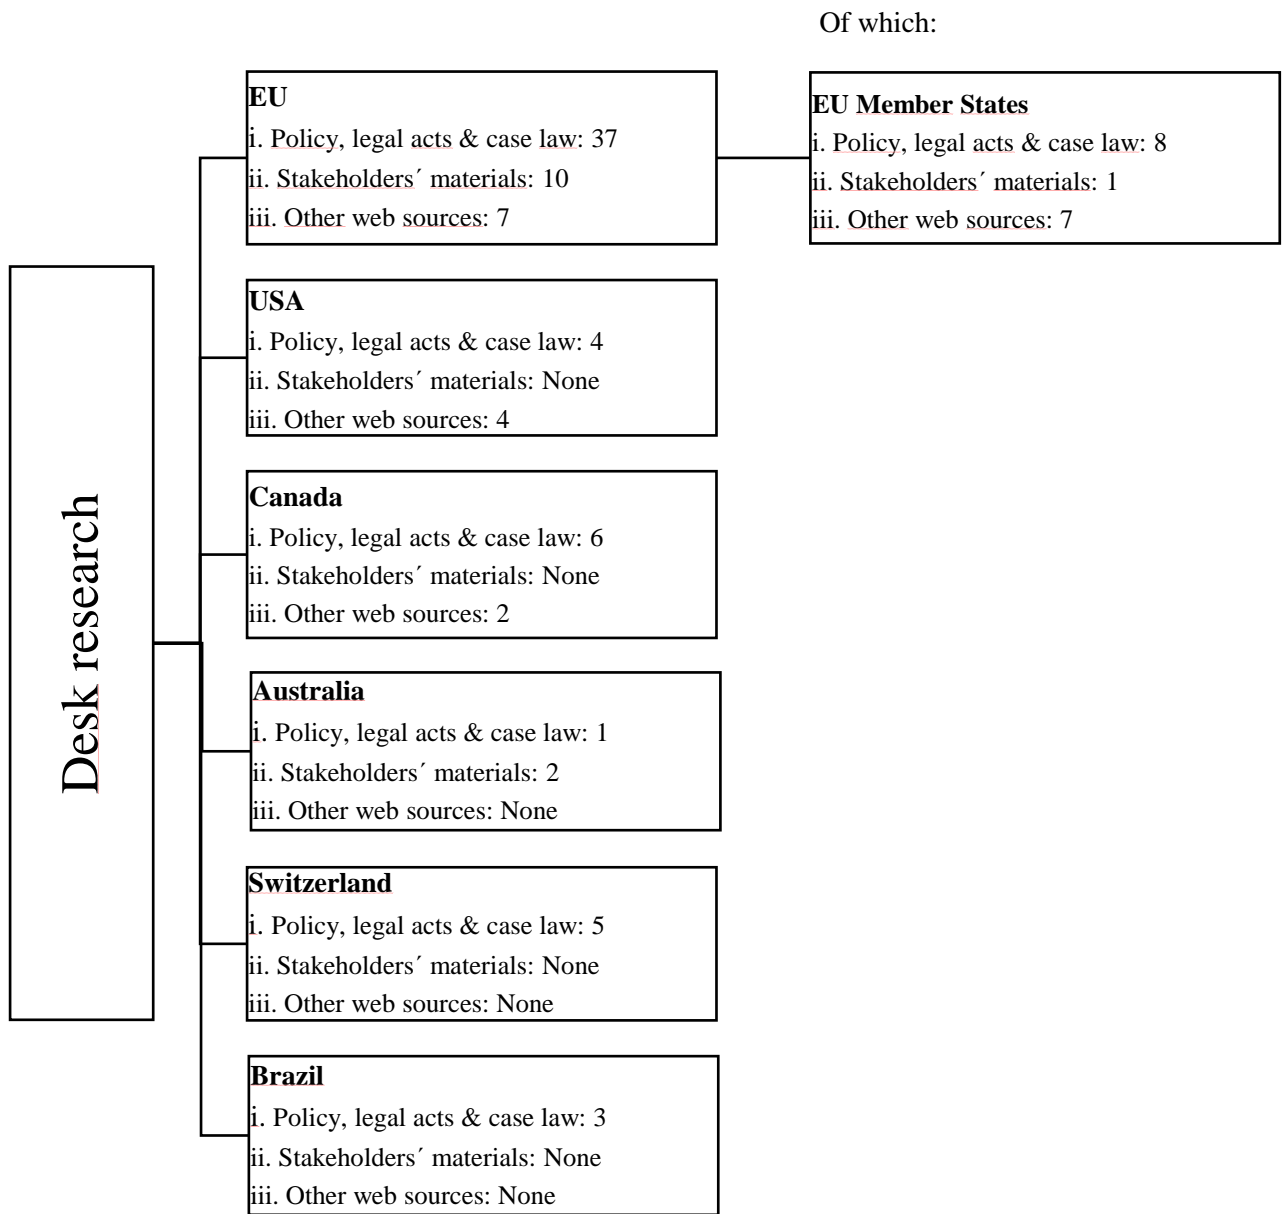 Of which:
EU
i. Policy, legal acts & case law: 37
ii. Stakeholders´ materials: 10
iii. Other web sources: 7
EU Member States
i. Policy, legal acts & case law: 8
ii. Stakeholders´ materials: 1
iii. Other web sources: 7
Desk research
USA
i. Policy, legal acts & case law: 4
ii. Stakeholders´ materials: None
iii. Other web sources: 4
Canada
i. Policy, legal acts & case law: 6
ii. Stakeholders´ materials: None
iii. Other web sources: 2
Australia
i. Policy, legal acts & case law: 1
ii. Stakeholders´ materials: 2
iii. Other web sources: None
Switzerland
i. Policy, legal acts & case law: 5
ii. Stakeholders´ materials: None
iii. Other web sources: None
Brazil
i. Policy, legal acts & case law: 3
ii. Stakeholders´ materials: None
iii. Other web sources: None